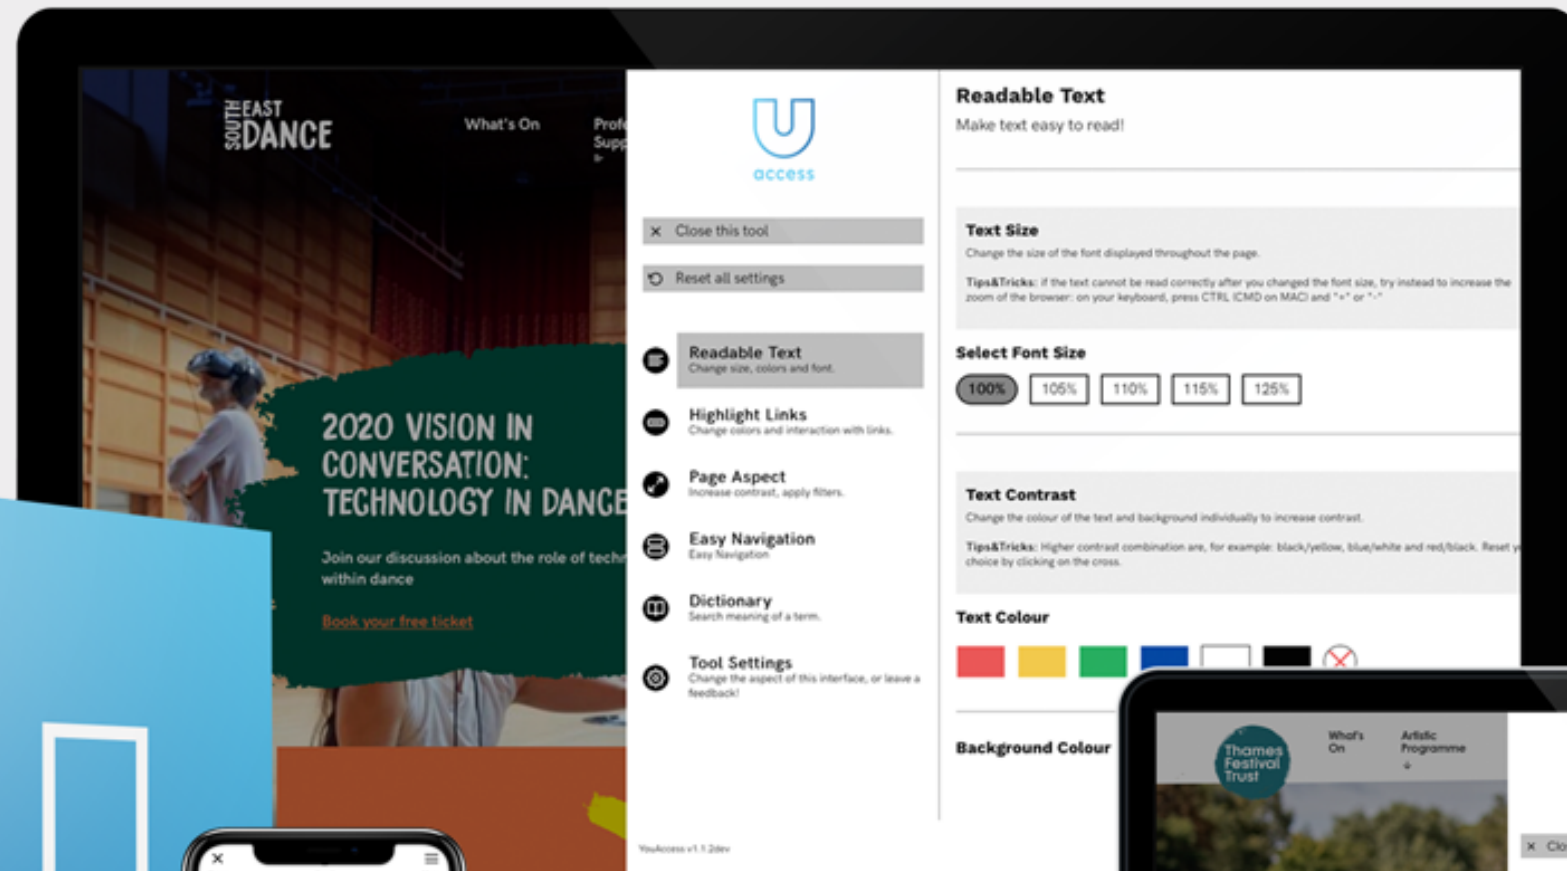 SOUTH
EAST
DANCE
What's On
2020 VISION IN
CONVERSATION:
TECHNOLOGY IN DANCE
Join our discussion about the role of
within dance
Book your free ticket
access
Close this tool
Reset all settings
Readable Text
Change size, colors and font.
Highlight Links
Change colors and interaction with links.
Page Aspect
Increase contrast, apply filters.
Easy Navigation
Easy Navigation
Dictionary
Search meaning of a term.
Tool Settings
Change the aspect of this interface, or leave a
feedback!
YouAccess v1.1.2dev
Readable Text
Make text easy to read!
Text Size
Change the size of the font displayed throughout the page.
Tips&Tricks: if the text cannot be read correctly after you changed the font size, try instead to increase the
zoom of the browser: on your keyboard, press CTRL (CMD on MAC) and "+" or "-"
Select Font Size
100% 105% 110% 115% 125%
Text Contrast
Change the colour of the text and background individually to increase contrast.
Tips&Tricks: Higher contrast combination are, for example: black/yellow, blue/white and red/black. Reset
choice by clicking on the cross.
Text Colour
Background Colour
Thames
Festival
Trust
What's
On
Artistic
Programme